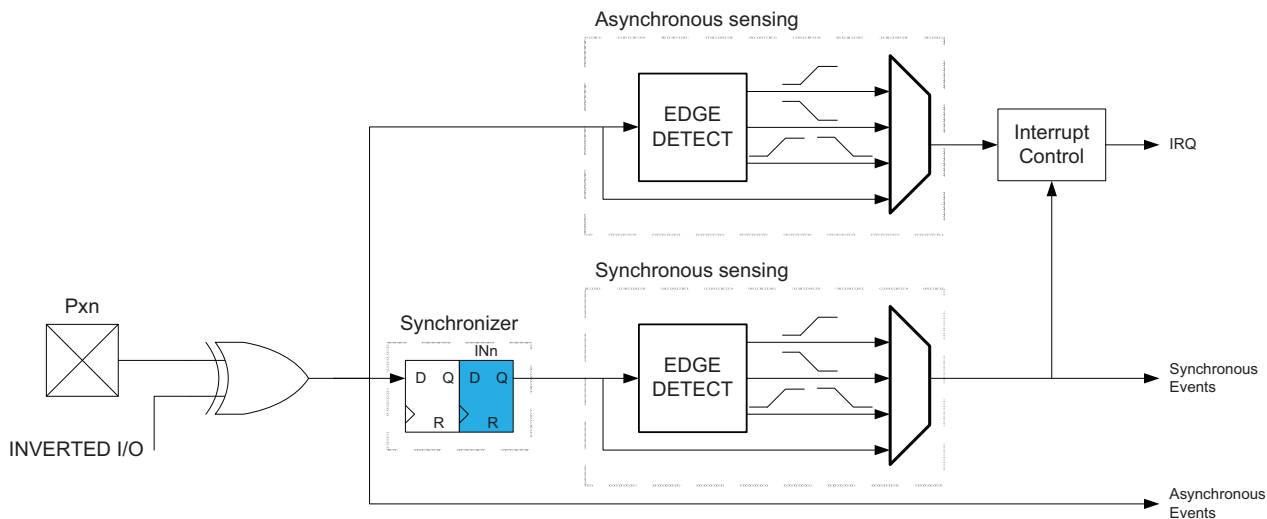 Asynchronous sensing
EDGE
DETECT
Interrupt
Control
IRQ
Synchronous sensing
Pxn
Synchronizer
INn
D Q D Q
R R
EDGE
DETECT
Synchronous
Events
INVERTED I/O
Asynchronous
Events